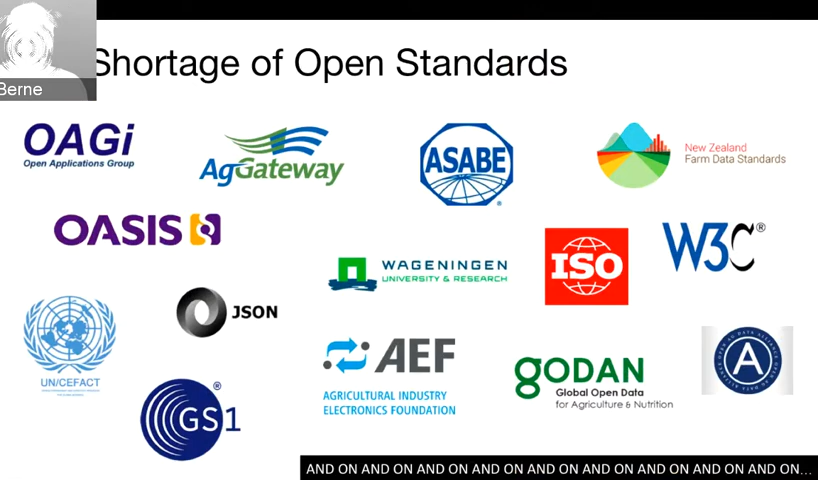 Berne
Shortage of Open Standards
OAGi
Open Applications Group
AgGateway
ASABE
®
New Zealand
Farm Data Standards
OASIS
WAGENINGEN
UNIVERSITY & RESEARCH
ISO
W3C®
JSON
UN/CEFACT
AEF
AGRICULTURAL INDUSTRY
ELECTRONICS FOUNDATION
GODAN
Global Open Data
for Agriculture & Nutrition
A
GS1
®
AND ON AND ON AND ON AND ON AND ON AND ON AND ON AND ON AND ON...